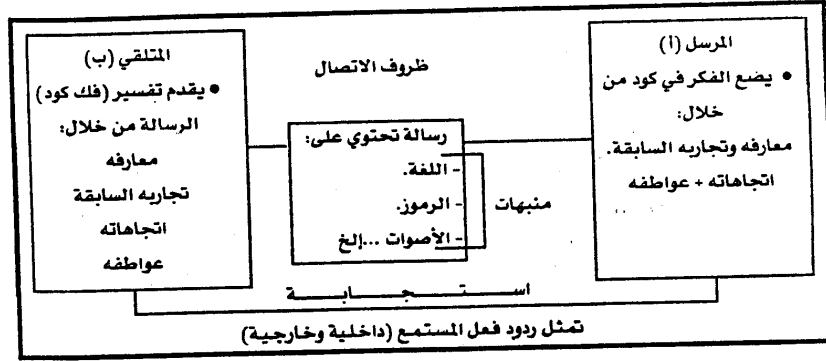 ظروف الاتصال
المرسل (أ)
• يضع الفكر في كود من
خلال:
معارفه وتجاربه السابقة.
اتجاهاته + عواطفه
رسالة تحتوي على:
- اللغة.
- الرموز.
- الأصوات ...إلخ
منبهات
المتلقي (ب)
• يقدم تفسير (فك كود)
الرسالة من خلال:
معارفه
تجاربه السابقة
اتجاهاته
عواطفه
اســتــجــابــة
تمثل ردود فعل المستمع (داخلية وخارجية)